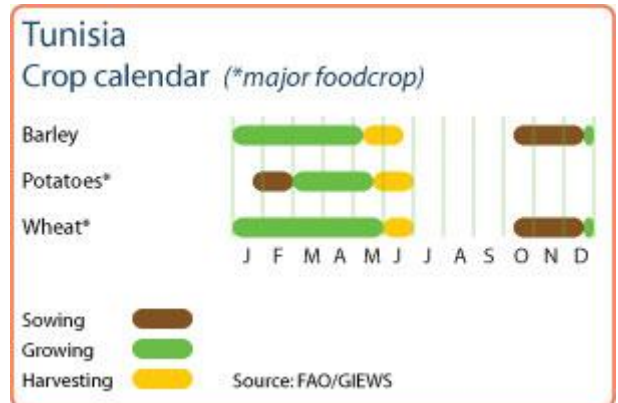 Tunisia
Crop calendar (*major foodcrop)
Barley
Potatoes*
Wheat*
J F M A M J J A S O N D
Sowing
Growing
Harvesting
Source: FAO/GIEWS